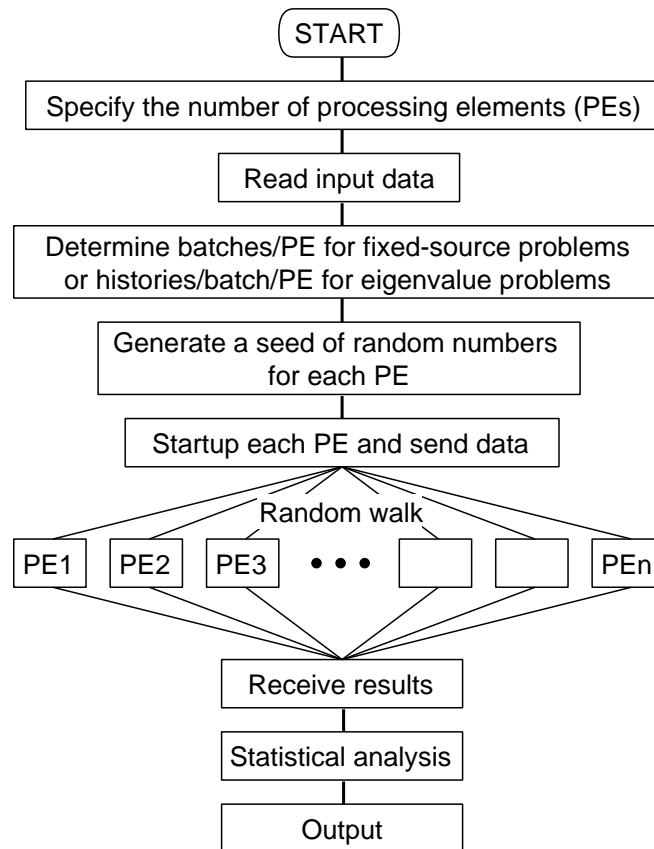 START
Specify the number of processing elements (PEs)
Read input data
Determine batches/PE for fixed-source problems
or histories/batch/PE for eigenvalue problems
Generate a seed of random numbers
for each PE
Startup each PE and send data
Random walk
PE1 PE2 PE3 • • • PEn
Receive results
Statistical analysis
Output